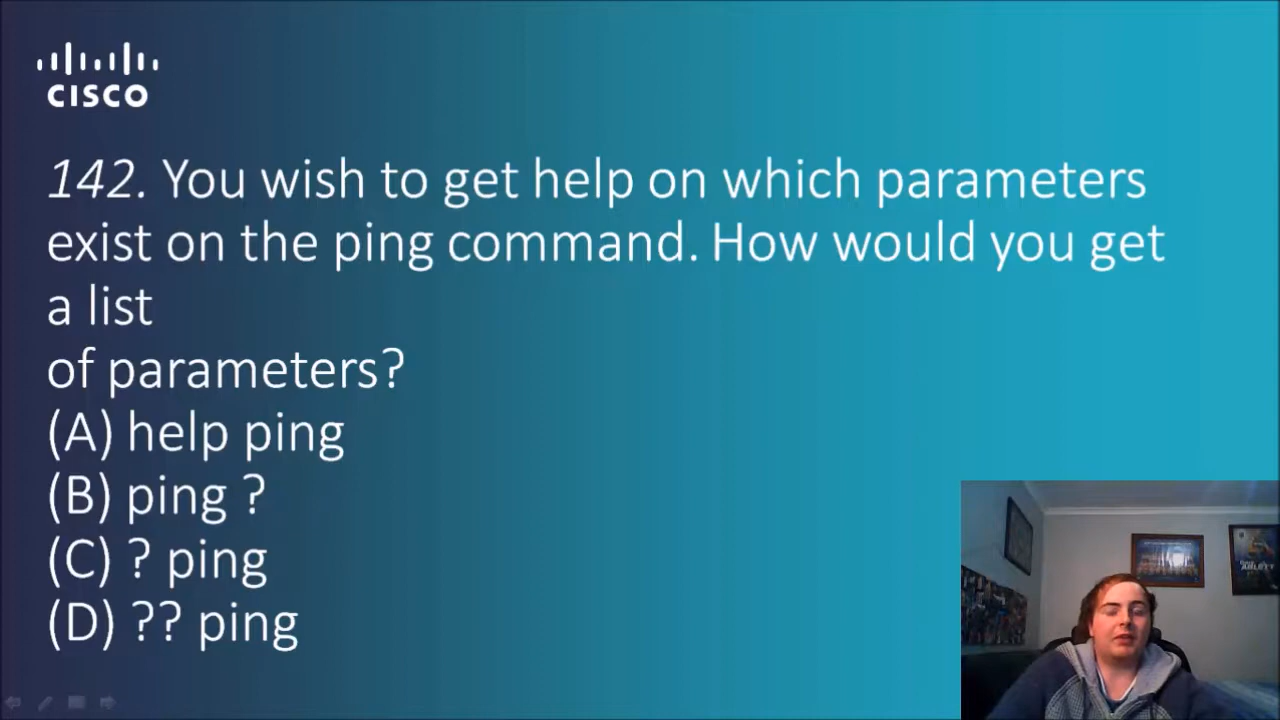 CISCO
142. You wish to get help on which parameters
exist on the ping command. How would you get
a list
of parameters?
(A) help ping
(B) ping ?
(C) ? ping
(D) ?? ping